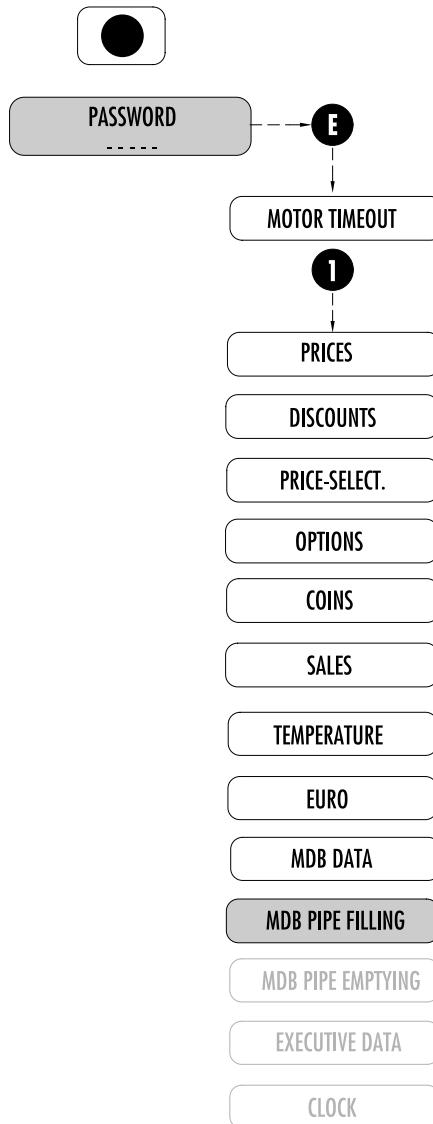 PASSWORD
- - - - -
E
MOTOR TIMEOUT
1
PRICES
DISCOUNTS
PRICE-SELECT.
OPTIONS
COINS
SALES
TEMPERATURE
EURO
MDB DATA
MDB PIPE FILLING
MDB PIPE EMPTYING
EXECUTIVE DATA
CLOCK